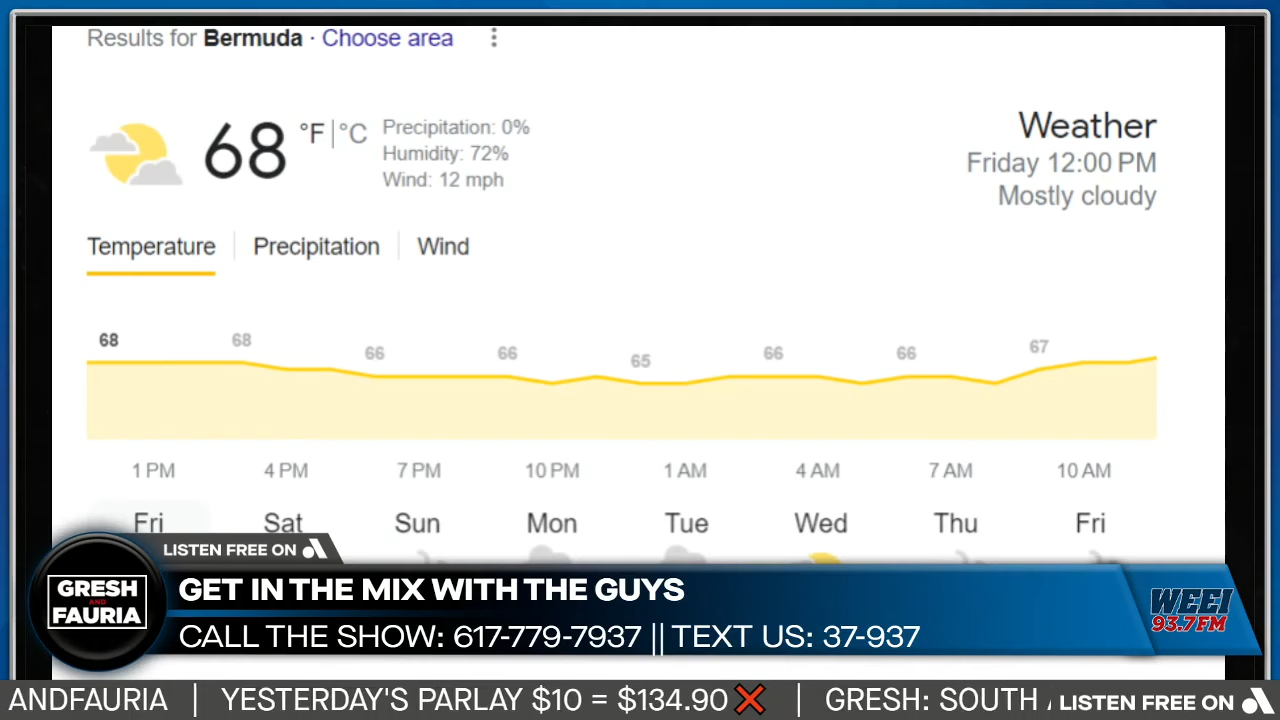 Results for Bermuda · Choose area
68 °F | °C
Precipitation: 0%
Humidity: 72%
Wind: 12 mph
Weather
Friday 12:00 PM
Mostly cloudy
Temperature | Precipitation | Wind
68 68 66 66 65 66 66 67
1 PM 4 PM 7 PM 10 PM 1 AM 4 AM 7 AM 10 AM
Fri Sat Sun Mon Tue Wed Thu Fri
LISTEN FREE ON
GRESH
AND
FAURIA
GET IN THE MIX WITH THE GUYS
CALL THE SHOW: 617-779-7937 || TEXT US: 37-937
WEEI
93.7FM
ANDFAURIA | YESTERDAY'S PARLAY $10 = $134.90 ❌ | GRESH: SOUTH
LISTEN FREE ON